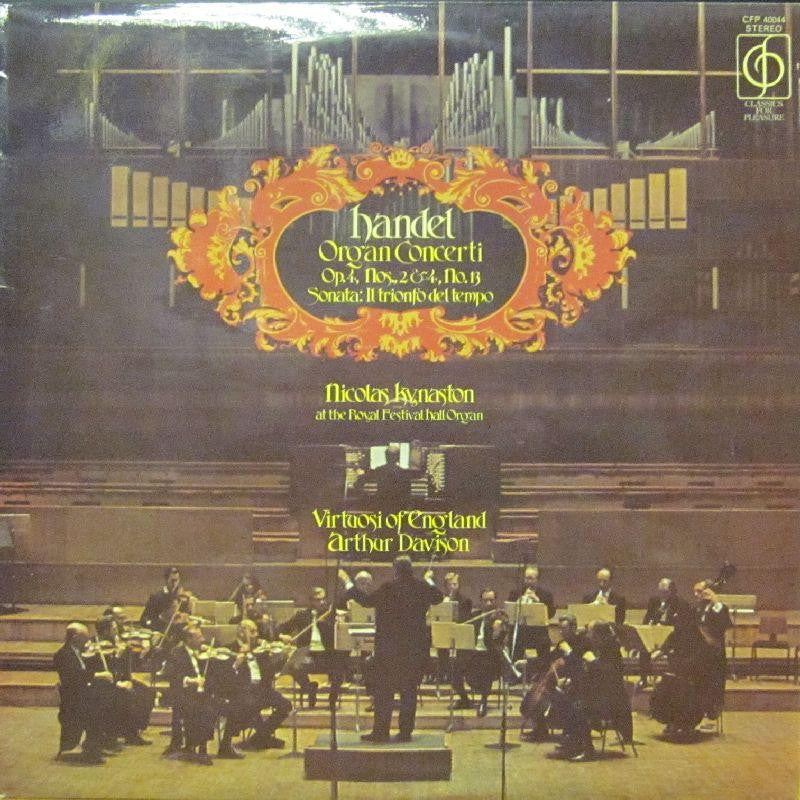 CFP 40044
STEREO
CLASSICS
FOR
PLEASURE
handel
Organ Concerti
Op.4, Nos., 2 & 4, No. 13
Sonata: Il trionfo del tempo
Nicolas Kynaston
at the Royal Festival hall Organ
Virtuosi of England
Arthur Davison